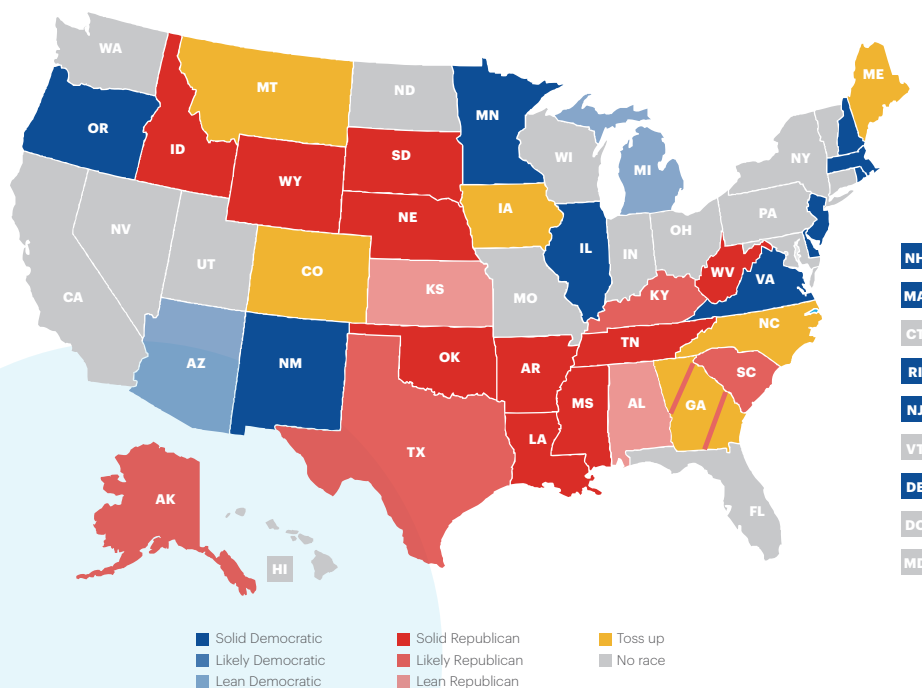 WA
MT
ND
MN
ME
OR
ID
SD
WI
MI
NY
WY
IA
NE
PA
NV
UT
CO
IL
IN
OH
WV
VA
NH
CA
KS
MO
KY
MA
NC
CT
AZ
NM
OK
TN
AR
SC
RI
MS
AL
GA
NJ
LA
TX
VT
AK
FL
DE
HI
DC
MD
Solid Democratic
Solid Republican
Toss up
Likely Democratic
Likely Republican
No race
Lean Democratic
Lean Republican